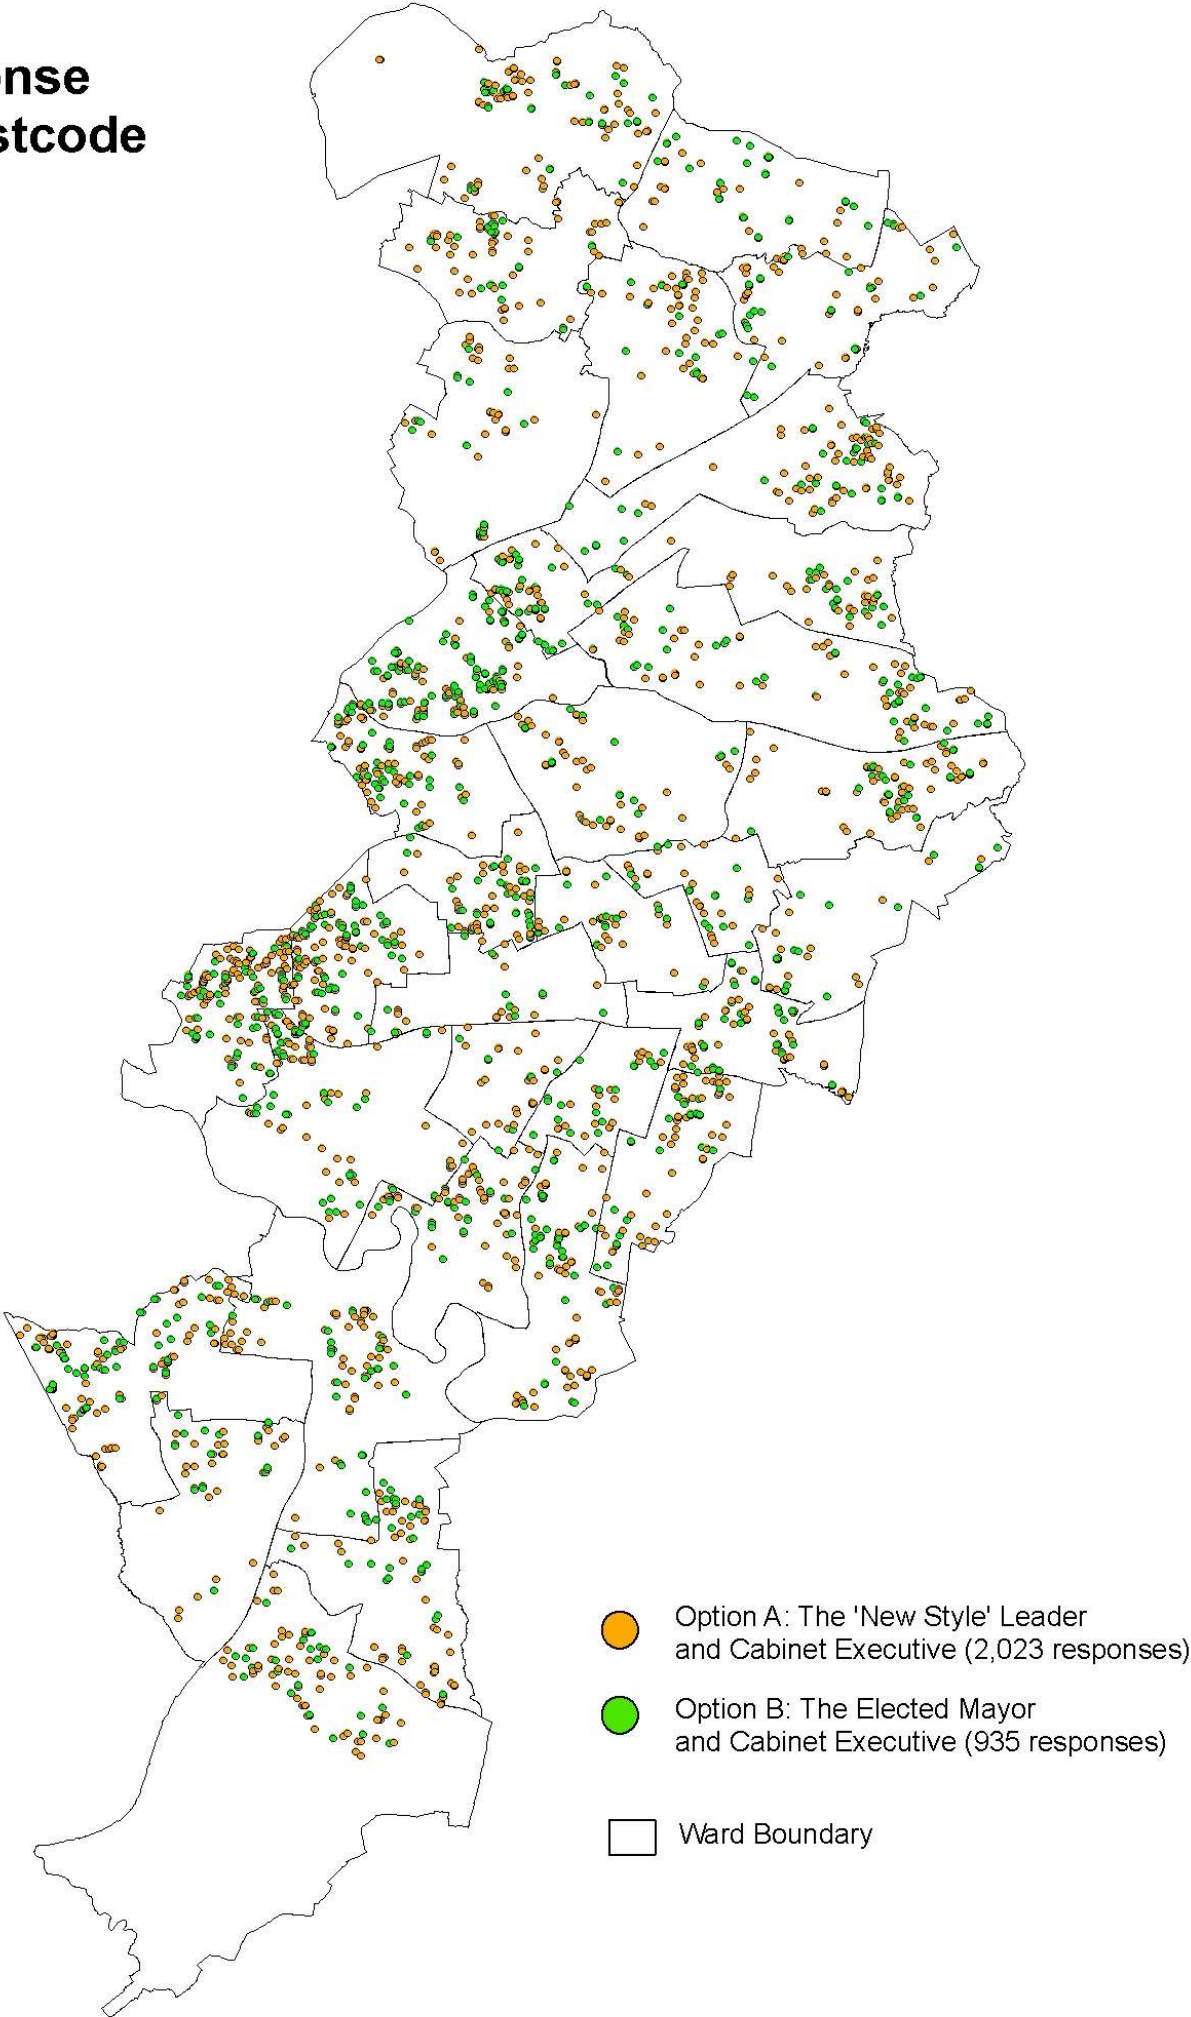 onse
stcode
Option A: The 'New Style' Leader
and Cabinet Executive (2,023 responses)
Option B: The Elected Mayor
and Cabinet Executive (935 responses)
Ward Boundary